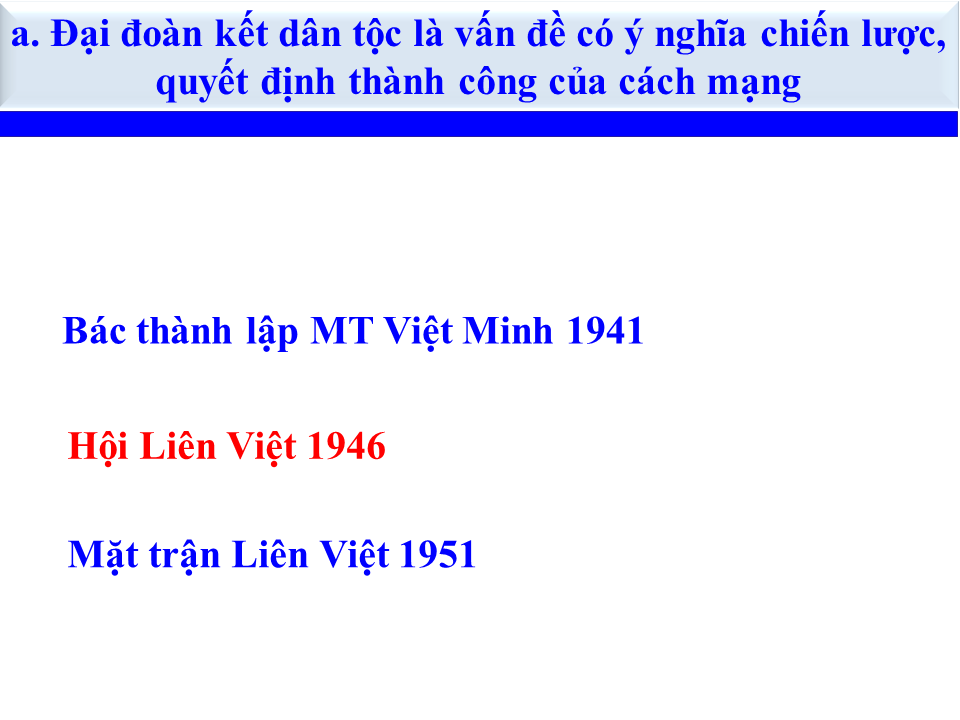 a. Đại đoàn kết dân tộc là vấn đề có ý nghĩa chiến lược,
quyết định thành công của cách mạng
Bác thành lập MT Việt Minh 1941
Hội Liên Việt 1946
Mặt trận Liên Việt 1951